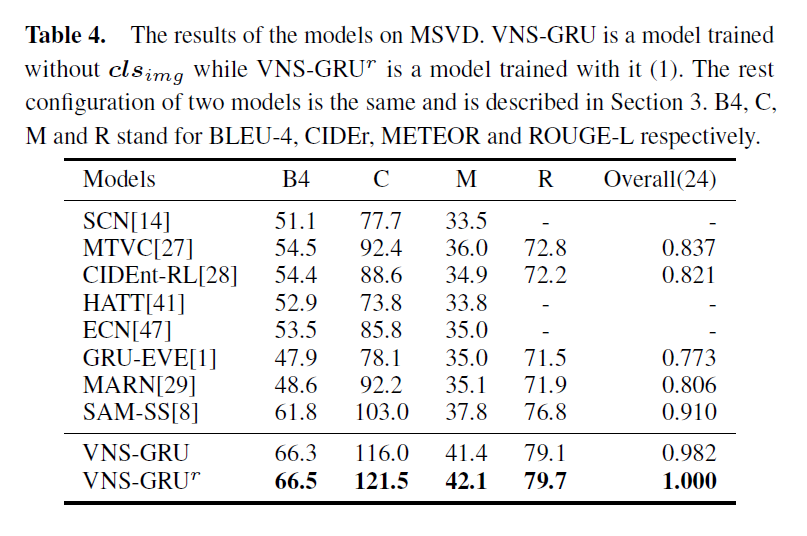 Table 4. The results of the models on MSVD. VNS-GRU is a model trained
without cls_img while VNS-GRU^r is a model trained with it (1). The rest
configuration of two models is the same and is described in Section 3. B4, C,
M and R stand for BLEU-4, CIDEr, METEOR and ROUGE-L respectively.
Models B4 C M R Overall(24)
SCN[14] 51.1 77.7 33.5 - -
MTVC[27] 54.5 92.4 36.0 72.8 0.837
CIDEnt-RL[28] 54.4 88.6 34.9 72.2 0.821
HATT[41] 52.9 73.8 33.8 - -
ECN[47] 53.5 85.8 35.0 - -
GRU-EVE[1] 47.9 78.1 35.0 71.5 0.773
MARN[29] 48.6 92.2 35.1 71.9 0.806
SAM-SS[8] 61.8 103.0 37.8 76.8 0.910
VNS-GRU 66.3 116.0 41.4 79.1 0.982
VNS-GRU^r 66.5 121.5 42.1 79.7 1.000